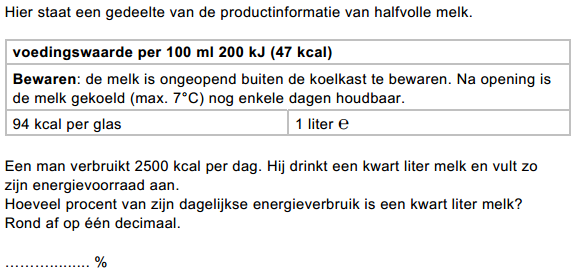 Hier staat een gedeelte van de productinformatie van halfvolle melk.
voedingswaarde per 100 ml 200 kJ (47 kcal)
Bewaren: de melk is ongeopend buiten de koelkast te bewaren. Na opening is
de melk gekoeld (max. 7°C) nog enkele dagen houdbaar.
94 kcal per glas
1 liter ℮
Een man verbruikt 2500 kcal per dag. Hij drinkt een kwart liter melk en vult zo
zijn energievoorraad aan.
Hoeveel procent van zijn dagelijkse energieverbruik is een kwart liter melk?
Rond af op één decimaal.
................... %